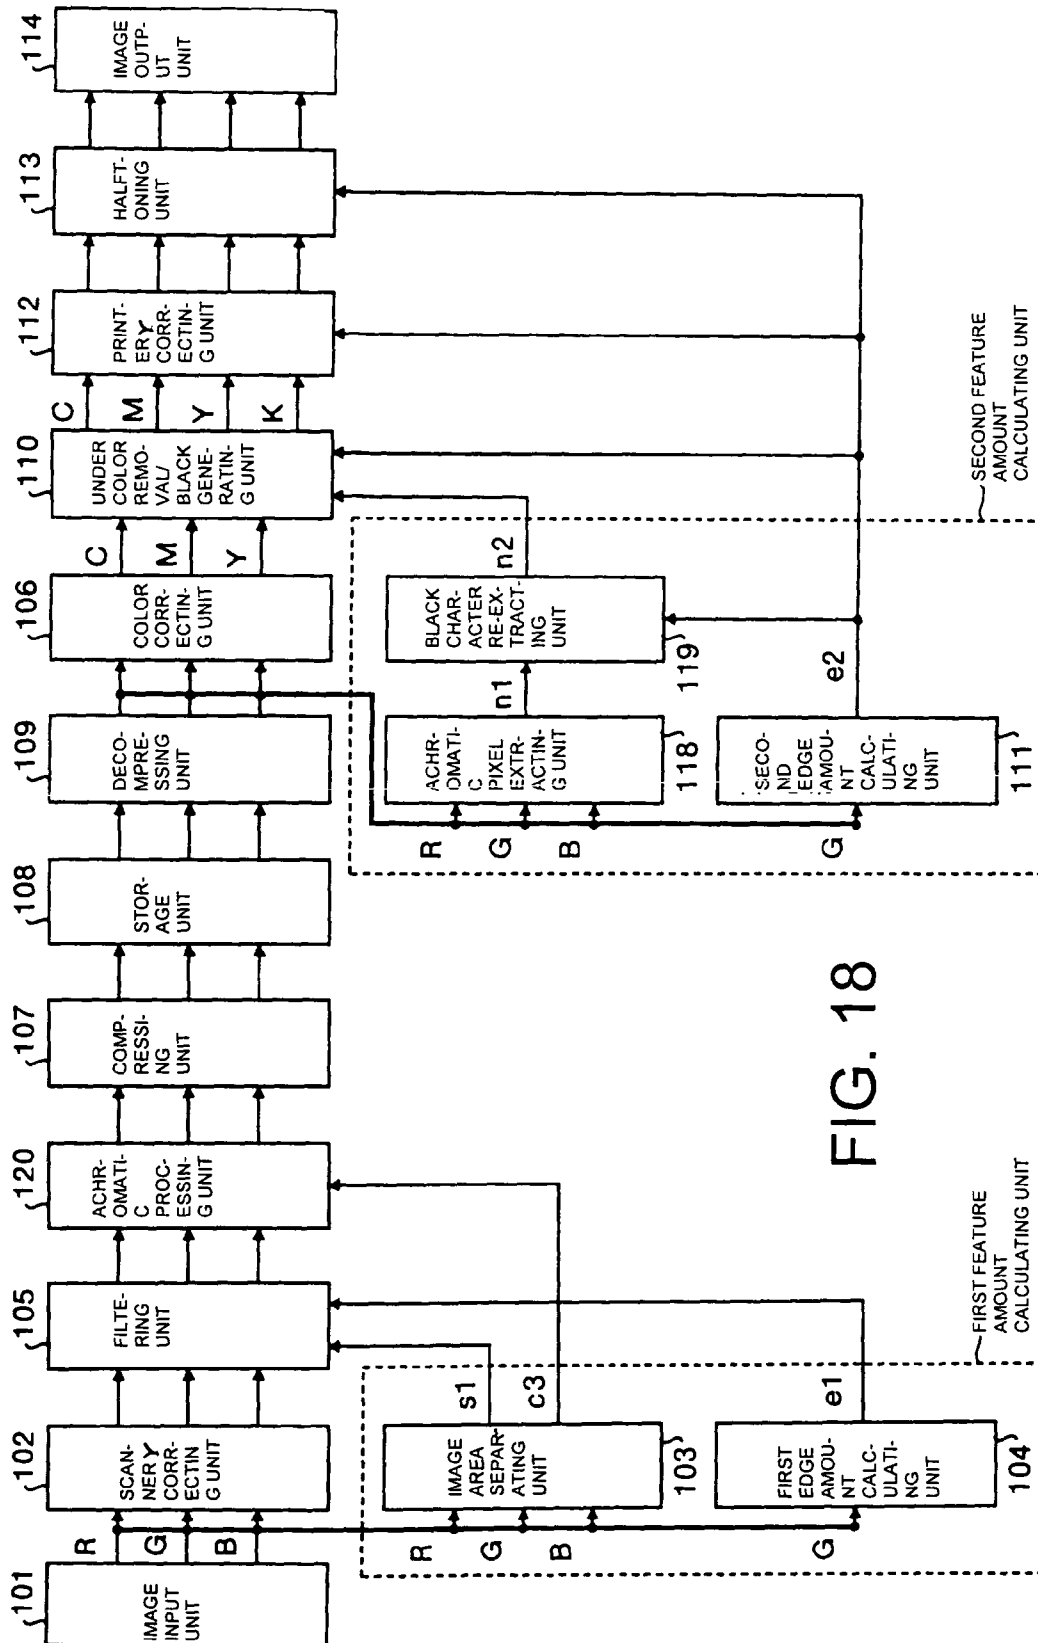 FIG. 18
101
IMAGE
INPUT
UNIT
R
G
B
102
SCAN-
NERY
CORR-
ECTIN
G UNIT
105
FILTE-
RING
UNIT
120
ACHR-
OMATI-
C
PROC-
ESSIN-
G UNIT
107
COMP-
RESSI-
NG
UNIT
108
STOR-
AGE
UNIT
109
DECO-
MPRE-
SSING
UNIT
106
COLOR
CORR-
ECTIN-
G UNIT
C
M
Y
110
UNDER
COLOR
REMO-
VAL/
BLACK
GENE-
RATIN-
G UNIT
C
M
Y
K
112
PRINT-
ERY
CORR-
ECTIN-
G UNIT
113
HALFT-
ONING
UNIT
114
IMAGE
OUTP-
UT
UNIT
R
G
B
IMAGE
AREA
SEPAR-
ATING
UNIT
103
s1
c3
G
FIRST
EDGE
AMOU-
NT
CALC-
ULATI-
NG
UNIT
104
e1
FIRST FEATURE
AMOUNT
CALCULATING UNIT
R
G
B
ACHR-
OMATI-
C
PIXEL
EXTR-
ACTIN-
G UNIT
118
n1
BLACK
CHAR-
ACTER
RE-EX-
TRACT-
ING
UNIT
119
n2
G
SECO-
ND
EDGE
AMOU-
NT
CALC-
ULATI-
NG
UNIT
111
e2
SECOND FEATURE
AMOUNT
CALCULATING UNIT